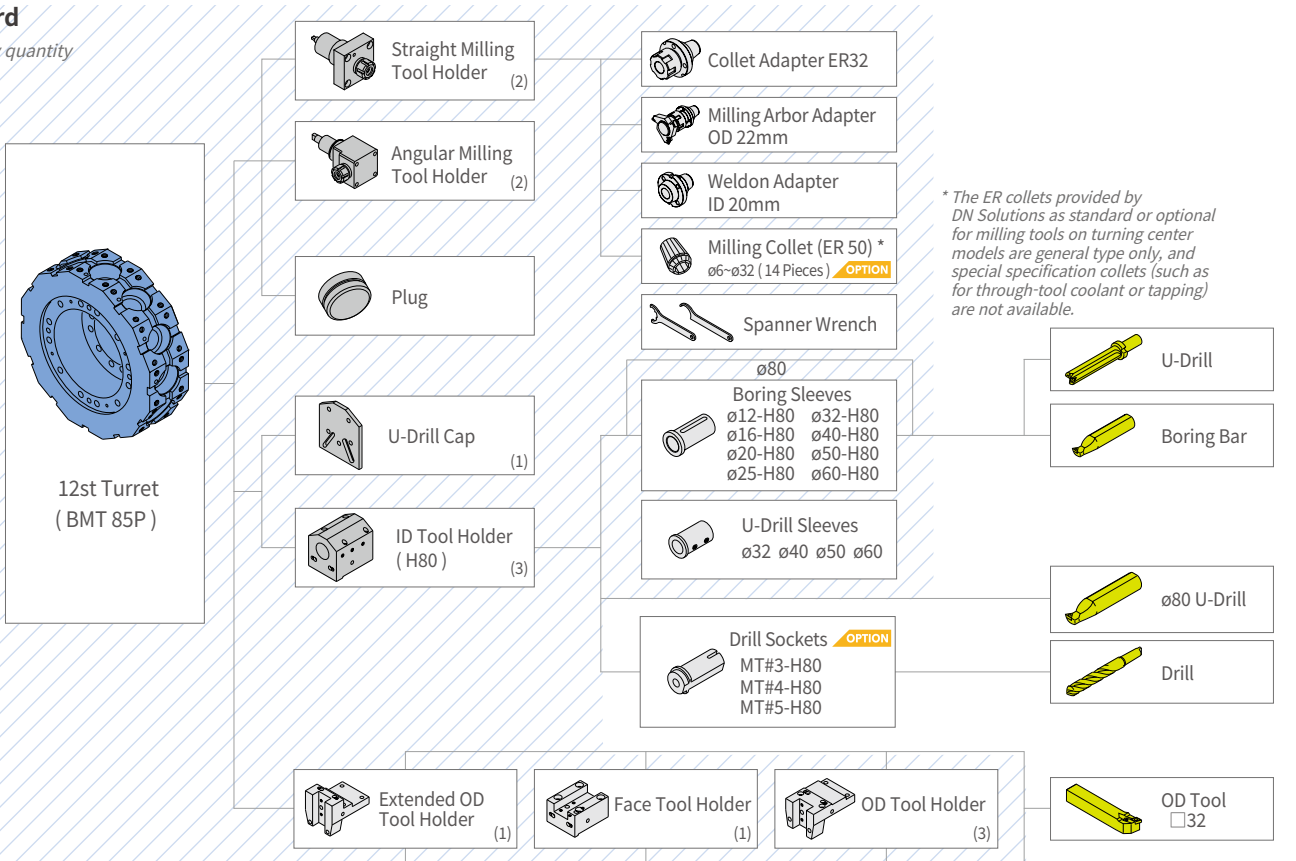 rd
quantity
Straight Milling
Tool Holder
(2)
Collet Adapter ER32
Milling Arbor Adapter
OD 22mm
Angular Milling
Tool Holder
(2)
Weldon Adapter
ID 20mm
* The ER collets provided by
DN Solutions as standard or optional
for milling tools on turning center
models are general type only, and
special specification collets (such as
for through-tool coolant or tapping)
are not available.
Milling Collet (ER 50) *
ø6~ø32 ( 14 Pieces ) OPTION
Plug
Spanner Wrench
ø80
Boring Sleeves
ø12-H80 ø32-H80
ø16-H80 ø40-H80
ø20-H80 ø50-H80
ø25-H80 ø60-H80
U-Drill
Boring Bar
U-Drill Cap
(1)
12st Turret
( BMT 85P )
ID Tool Holder
( H80 )
(3)
U-Drill Sleeves
ø32 ø40 ø50 ø60
ø80 U-Drill
Drill Sockets OPTION
MT#3-H80
MT#4-H80
MT#5-H80
Drill
Extended OD
Tool Holder
(1)
Face Tool Holder
(1)
OD Tool Holder
(3)
OD Tool
□32